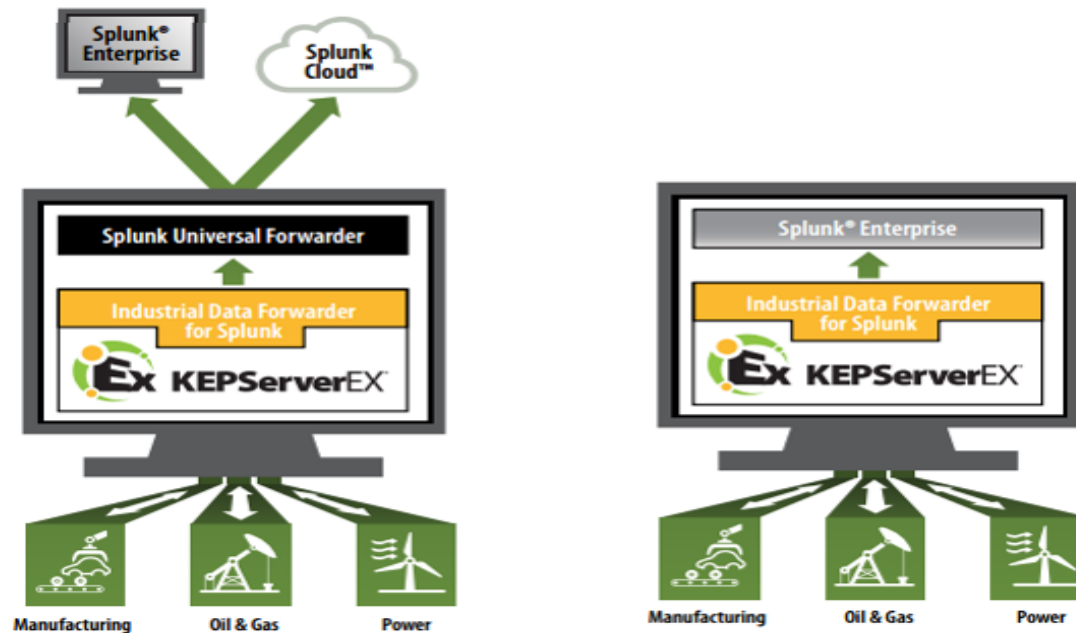 Splunk®
Enterprise
Splunk
Cloud™
Splunk Universal Forwarder
Industrial Data Forwarder
for Splunk
Ex KEPServerEX
Manufacturing
Oil & Gas
Power
Splunk® Enterprise
Industrial Data Forwarder
for Splunk
Ex KEPServerEX
Manufacturing
Oil & Gas
Power